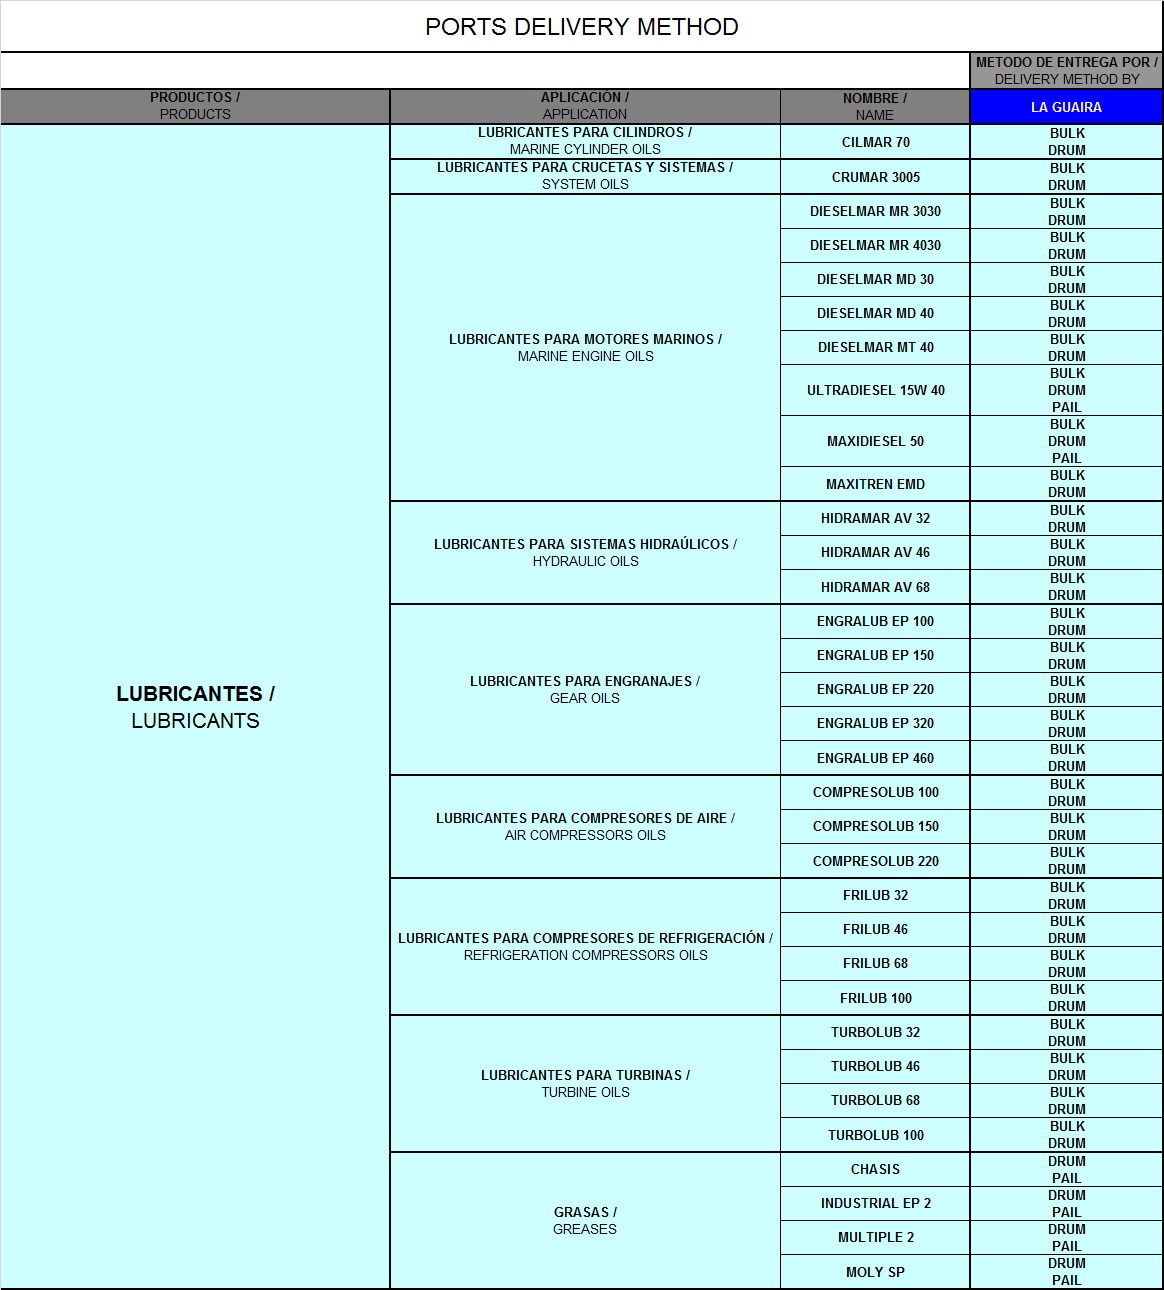 PORTS DELIVERY METHOD
METODO DE ENTREGA POR /
DELIVERY METHOD BY
PRODUCTOS /
PRODUCTS
APLICACIÓN /
APPLICATION
NOMBRE /
NAME
LA GUAIRA
LUBRICANTES /
LUBRICANTS
LUBRICANTES PARA CILINDROS /
MARINE CYLINDER OILS
CILMAR 70
BULK
DRUM
LUBRICANTES PARA CRUCETAS Y SISTEMAS /
SYSTEM OILS
CRUMAR 3005
BULK
DRUM
LUBRICANTES PARA MOTORES MARINOS /
MARINE ENGINE OILS
DIESELMAR MR 3030
BULK
DRUM
DIESELMAR MR 4030
BULK
DRUM
DIESELMAR MD 30
BULK
DRUM
DIESELMAR MD 40
BULK
DRUM
DIESELMAR MT 40
BULK
DRUM
ULTRADIESEL 15W 40
BULK
DRUM
PAIL
MAXIDIESEL 50
BULK
DRUM
PAIL
MAXITREN EMD
BULK
DRUM
LUBRICANTES PARA SISTEMAS HIDRAÚLICOS /
HYDRAULIC OILS
HIDRAMAR AV 32
BULK
DRUM
HIDRAMAR AV 46
BULK
DRUM
HIDRAMAR AV 68
BULK
DRUM
LUBRICANTES PARA ENGRANAJES /
GEAR OILS
ENGRALUB EP 100
BULK
DRUM
ENGRALUB EP 150
BULK
DRUM
ENGRALUB EP 220
BULK
DRUM
ENGRALUB EP 320
BULK
DRUM
ENGRALUB EP 460
BULK
DRUM
LUBRICANTES PARA COMPRESORES DE AIRE /
AIR COMPRESSORS OILS
COMPRESOLUB 100
BULK
DRUM
COMPRESOLUB 150
BULK
DRUM
COMPRESOLUB 220
BULK
DRUM
LUBRICANTES PARA COMPRESORES DE REFRIGERACIÓN /
REFRIGERATION COMPRESSORS OILS
FRILUB 32
BULK
DRUM
FRILUB 46
BULK
DRUM
FRILUB 68
BULK
DRUM
FRILUB 100
BULK
DRUM
LUBRICANTES PARA TURBINAS /
TURBINE OILS
TURBOLUB 32
BULK
DRUM
TURBOLUB 46
BULK
DRUM
TURBOLUB 68
BULK
DRUM
TURBOLUB 100
BULK
DRUM
GRASAS /
GREASES
CHASIS
DRUM
PAIL
INDUSTRIAL EP 2
DRUM
PAIL
MULTIPLE 2
DRUM
PAIL
MOLY SP
DRUM
PAIL